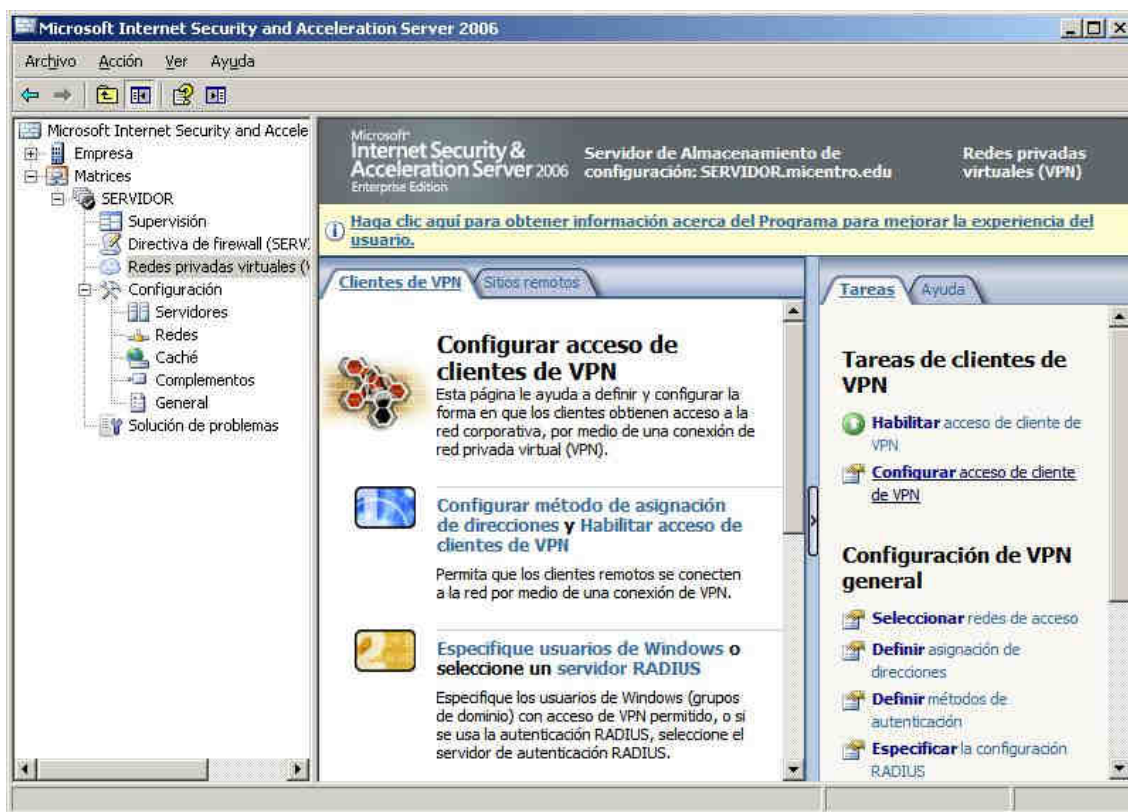 Microsoft Internet Security and Acceleration Server 2006
Archivo Acción Ver Ayuda
Microsoft Internet Security and Accele
Empresa
Matrices
SERVIDOR
Supervisión
Directiva de firewall (SERV
Redes privadas virtuales (
Configuración
Servidores
Redes
Caché
Complementos
General
Solución de problemas
Microsoft
Internet Security &
Acceleration Server 2006
Enterprise Edition
Servidor de Almacenamiento de
configuración: SERVIDOR.micentro.edu
Redes privadas
virtuales (VPN)
Haga clic aquí para obtener información acerca del Programa para mejorar la experiencia del
usuario.
Clientes de VPN Sitios remotos
Configurar acceso de
clientes de VPN
Esta página le ayuda a definir y configurar la
forma en que los clientes obtienen acceso a la
red corporativa, por medio de una conexión de
red privada virtual (VPN).
Configurar método de asignación
de direcciones y Habilitar acceso de
clientes de VPN
Permita que los clientes remotos se conecten
a la red por medio de una conexión de VPN.
Especifique usuarios de Windows o
seleccione un servidor RADIUS
Especifique los usuarios de Windows (grupos
de dominio) con acceso de VPN permitido, o si
se usa la autenticación RADIUS, seleccione el
servidor de autenticación RADIUS.
Tareas Ayuda
Tareas de clientes de
VPN
Habilitar acceso de cliente de
VPN
Configurar acceso de cliente
de VPN
Configuración de VPN
general
Seleccionar redes de acceso
Definir asignación de
direcciones
Definir métodos de
autenticación
Especificar la configuración
RADIUS